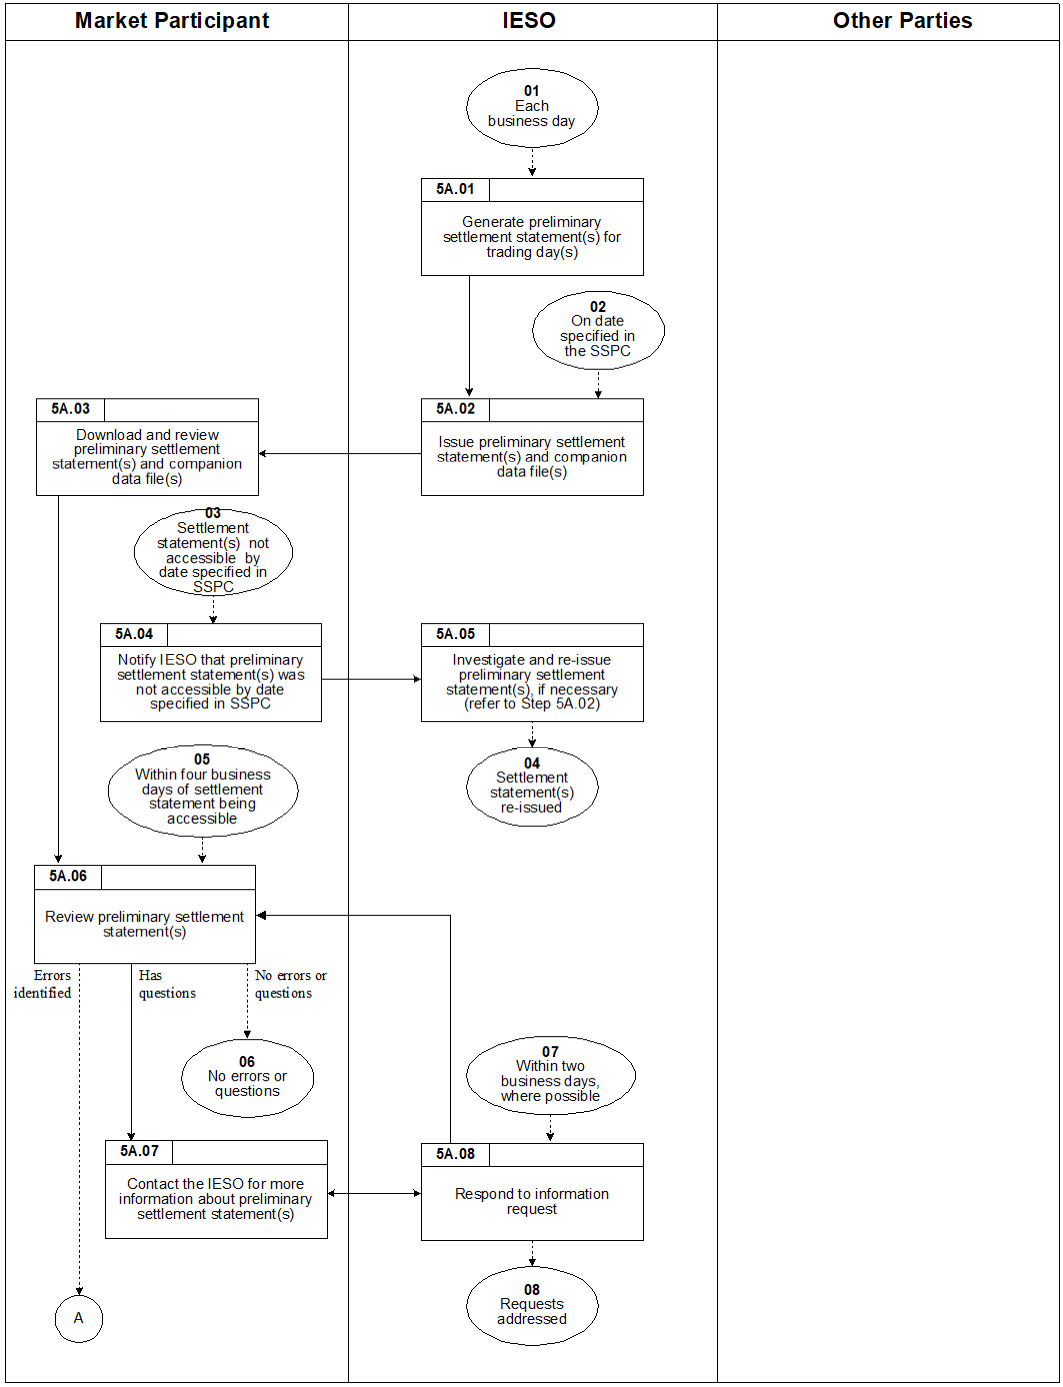 Market Participant
IESO
Other Parties
01
Each
business day
5A.01
Generate preliminary
settlement statement(s) for
trading day(s)
02
On date
specified in
the SSPC
5A.03
Download and review
preliminary settlement
statement(s) and companion
data file(s)
5A.02
Issue preliminary settlement
statement(s) and companion
data file(s)
03
Settlement
statement(s) not
accessible by
date specified in
SSPC
5A.04
Notify IESO that preliminary
settlement statement(s) was
not accessible by date
specified in SSPC
5A.05
Investigate and re-issue
preliminary settlement
statement(s), if necessary
(refer to Step 5A.02)
05
Within four business
days of settlement
statement being
accessible
04
Settlement
statement(s)
re-issued
5A.06
Review preliminary settlement
statement(s)
Errors
identified
Has
questions
No errors or
questions
06
No errors or
questions
07
Within two
business days,
where possible
5A.07
Contact the IESO for more
information about preliminary
settlement statement(s)
5A.08
Respond to information
request
A
08
Requests
addressed